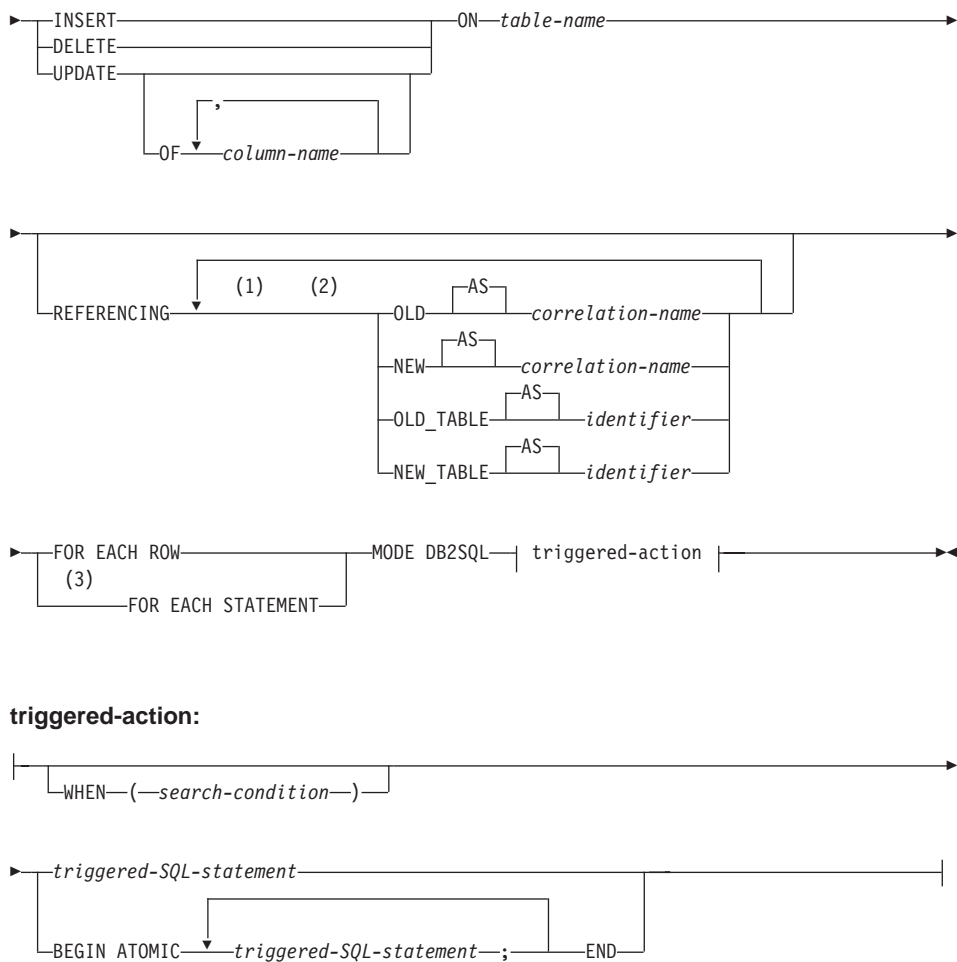 INSERT ON table-name
DELETE
UPDATE
,
OF column-name
(1) (2) AS
REFERENCING OLD correlation-name
AS
NEW correlation-name
AS
OLD_TABLE identifier
AS
NEW_TABLE identifier
FOR EACH ROW MODE DB2SQL triggered-action
(3)
FOR EACH STATEMENT
triggered-action:
WHEN ( search-condition )
triggered-SQL-statement
BEGIN ATOMIC triggered-SQL-statement ; END